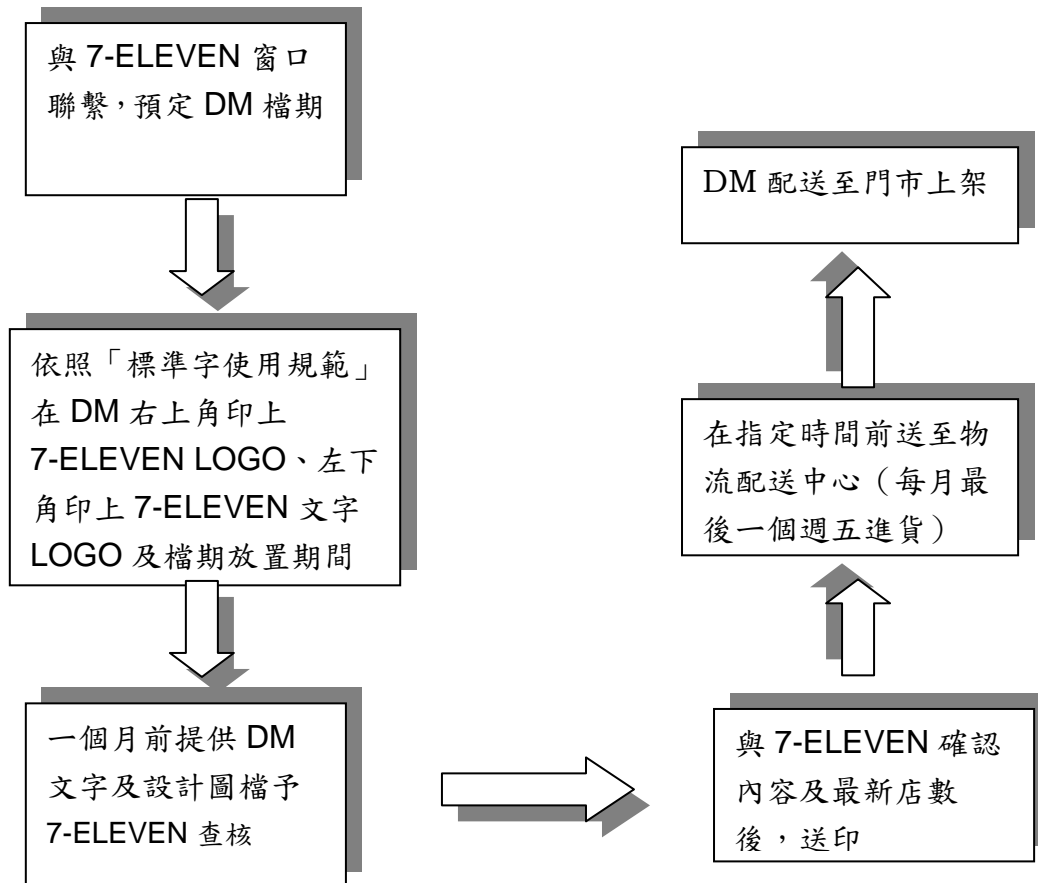 與 7-ELEVEN 窗口
聯繫，預定 DM 檔期
依照「標準字使用規範」
在 DM 右上角印上
7-ELEVEN LOGO、左下
角印上 7-ELEVEN 文字
LOGO 及檔期放置期間
一個月前提供 DM
文字及設計圖檔予
7-ELEVEN 查核
與 7-ELEVEN 確認
內容及最新店數
後，送印
在指定時間前送至物
流配送中心（每月最
後一個週五進貨）
DM 配送至門市上架